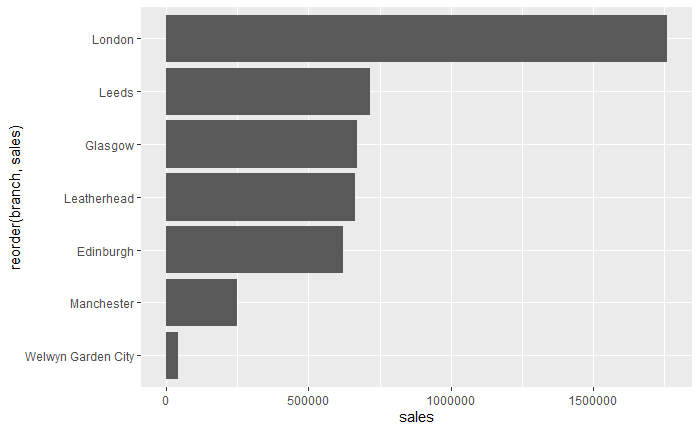 London
Leeds
Glasgow
Leatherhead
Edinburgh
Manchester
Welwyn Garden City
reorder(branch, sales)
0 500000 1000000 1500000
sales